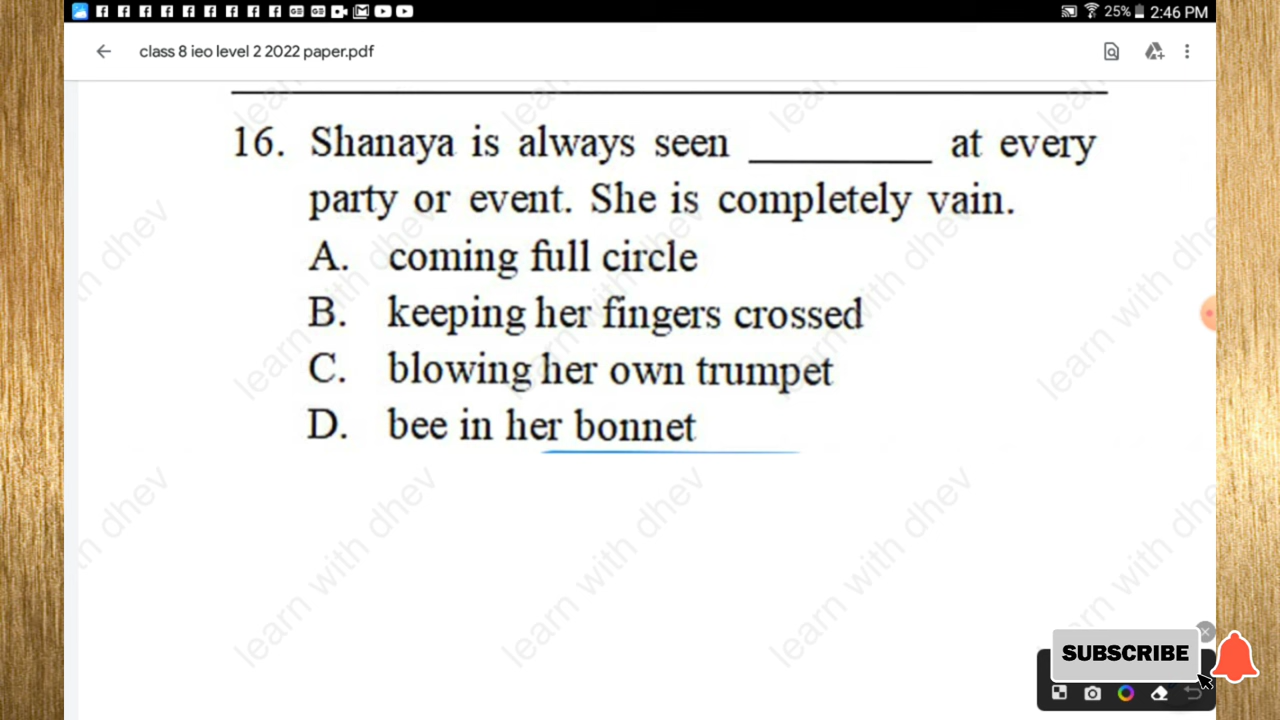 25% 2:46 PM
class 8 ieo level 2 2022 paper.pdf
16. Shanaya is always seen _________ at every
party or event. She is completely vain.
A. coming full circle
B. keeping her fingers crossed
C. blowing her own trumpet
D. bee in her bonnet
learn with dhev
SUBSCRIBE